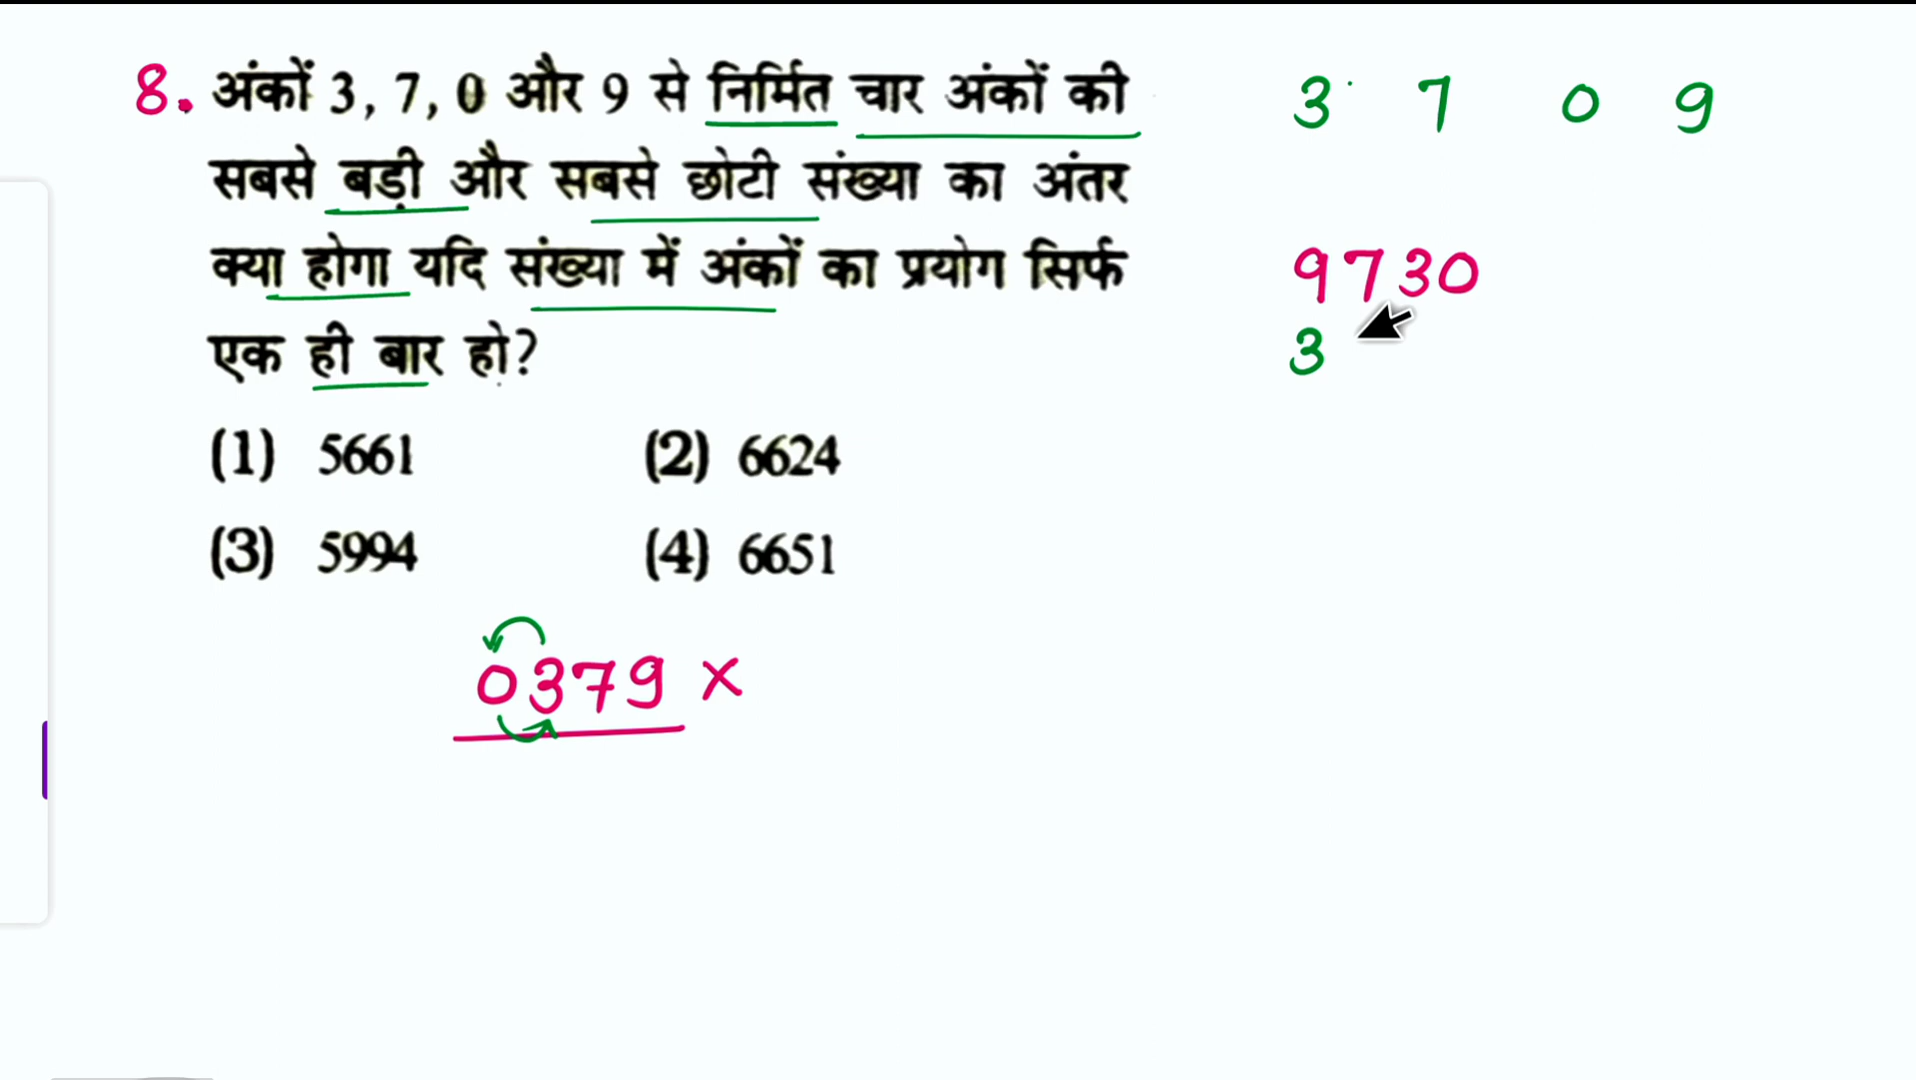 8. अंकों 3, 7, 0 और 9 से निर्मित चार अंकों की
सबसे बड़ी और सबसे छोटी संख्या का अंतर
क्या होगा यदि संख्या में अंकों का प्रयोग सिर्फ
एक ही बार हो?
(1) 5661 (2) 6624
(3) 5994 (4) 6651
0379 ×
3 7 0 9
9730
3